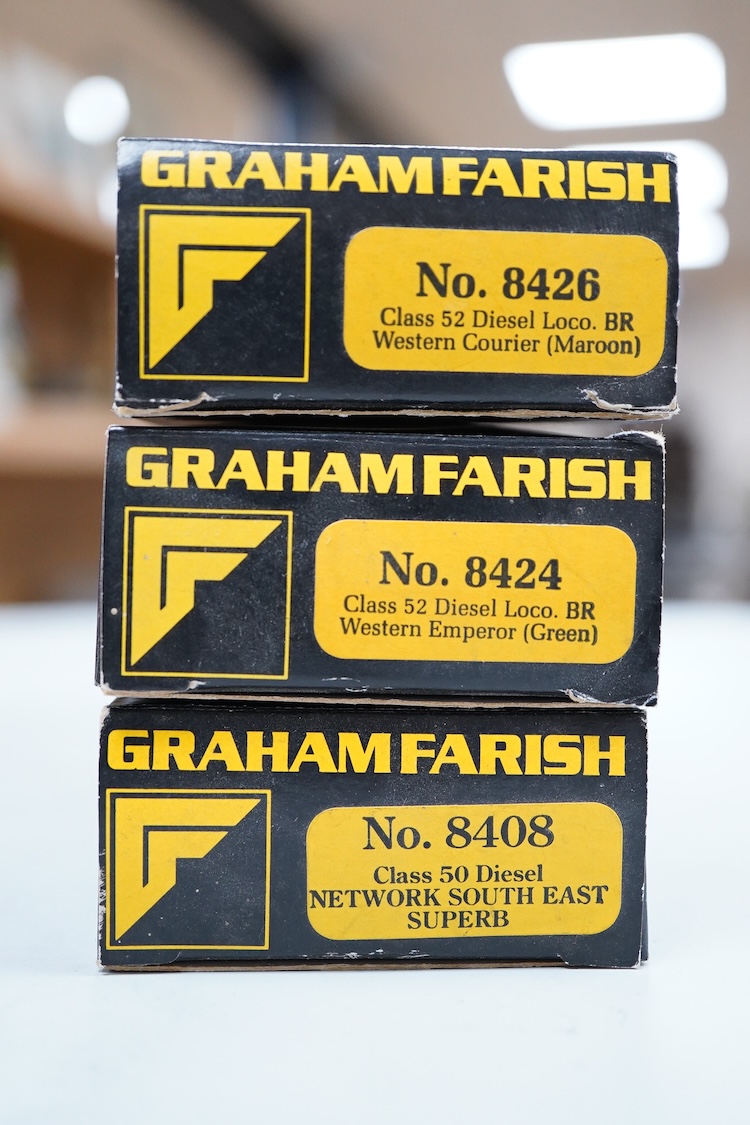 GRAHAM FARISH
No. 8426
Class 52 Diesel Loco. BR
Western Courier (Maroon)
GRAHAM FARISH
No. 8424
Class 52 Diesel Loco. BR
Western Emperor (Green)
GRAHAM FARISH
No. 8408
Class 50 Diesel
NETWORK SOUTH EAST
SUPERB